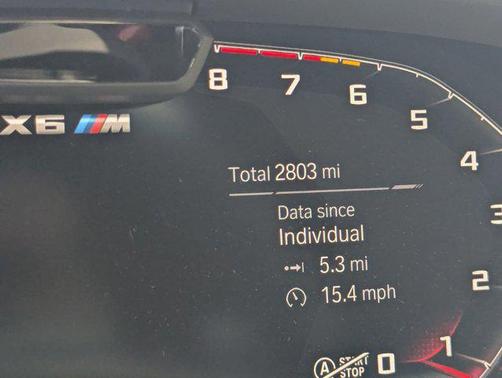 8
7
6
X6 M
5
4
Total 2803 mi
3
Data since
Individual
5.3 mi
2
15.4 mph
1
A START
STOP
0